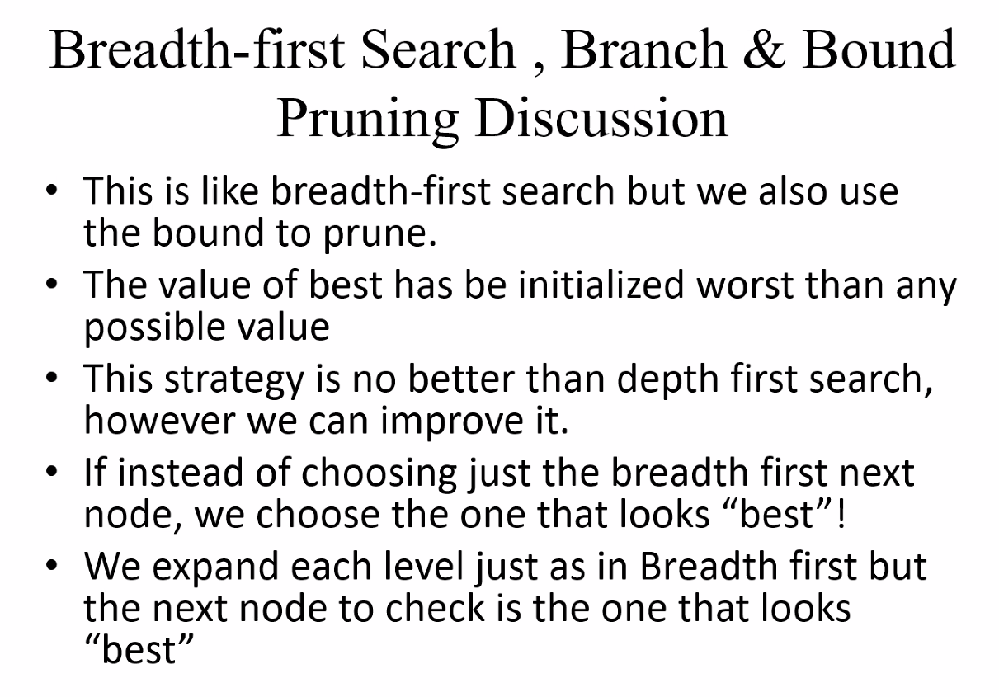 Breadth-first Search , Branch & Bound
Pruning Discussion
• This is like breadth-first search but we also use
the bound to prune.
• The value of best has be initialized worst than any
possible value
• This strategy is no better than depth first search,
however we can improve it.
• If instead of choosing just the breadth first next
node, we choose the one that looks “best”!
• We expand each level just as in Breadth first but
the next node to check is the one that looks
“best”